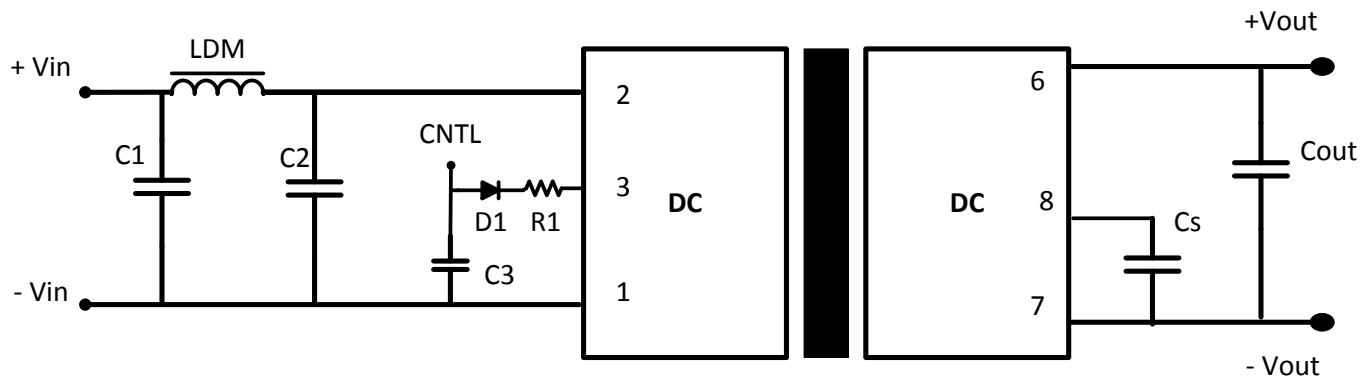 LDM
+ Vin
C1
C2
CNTL
D1
R1
C3
- Vin
2
3
1
DC
DC
6
8
7
Cs
Cout
+Vout
- Vout